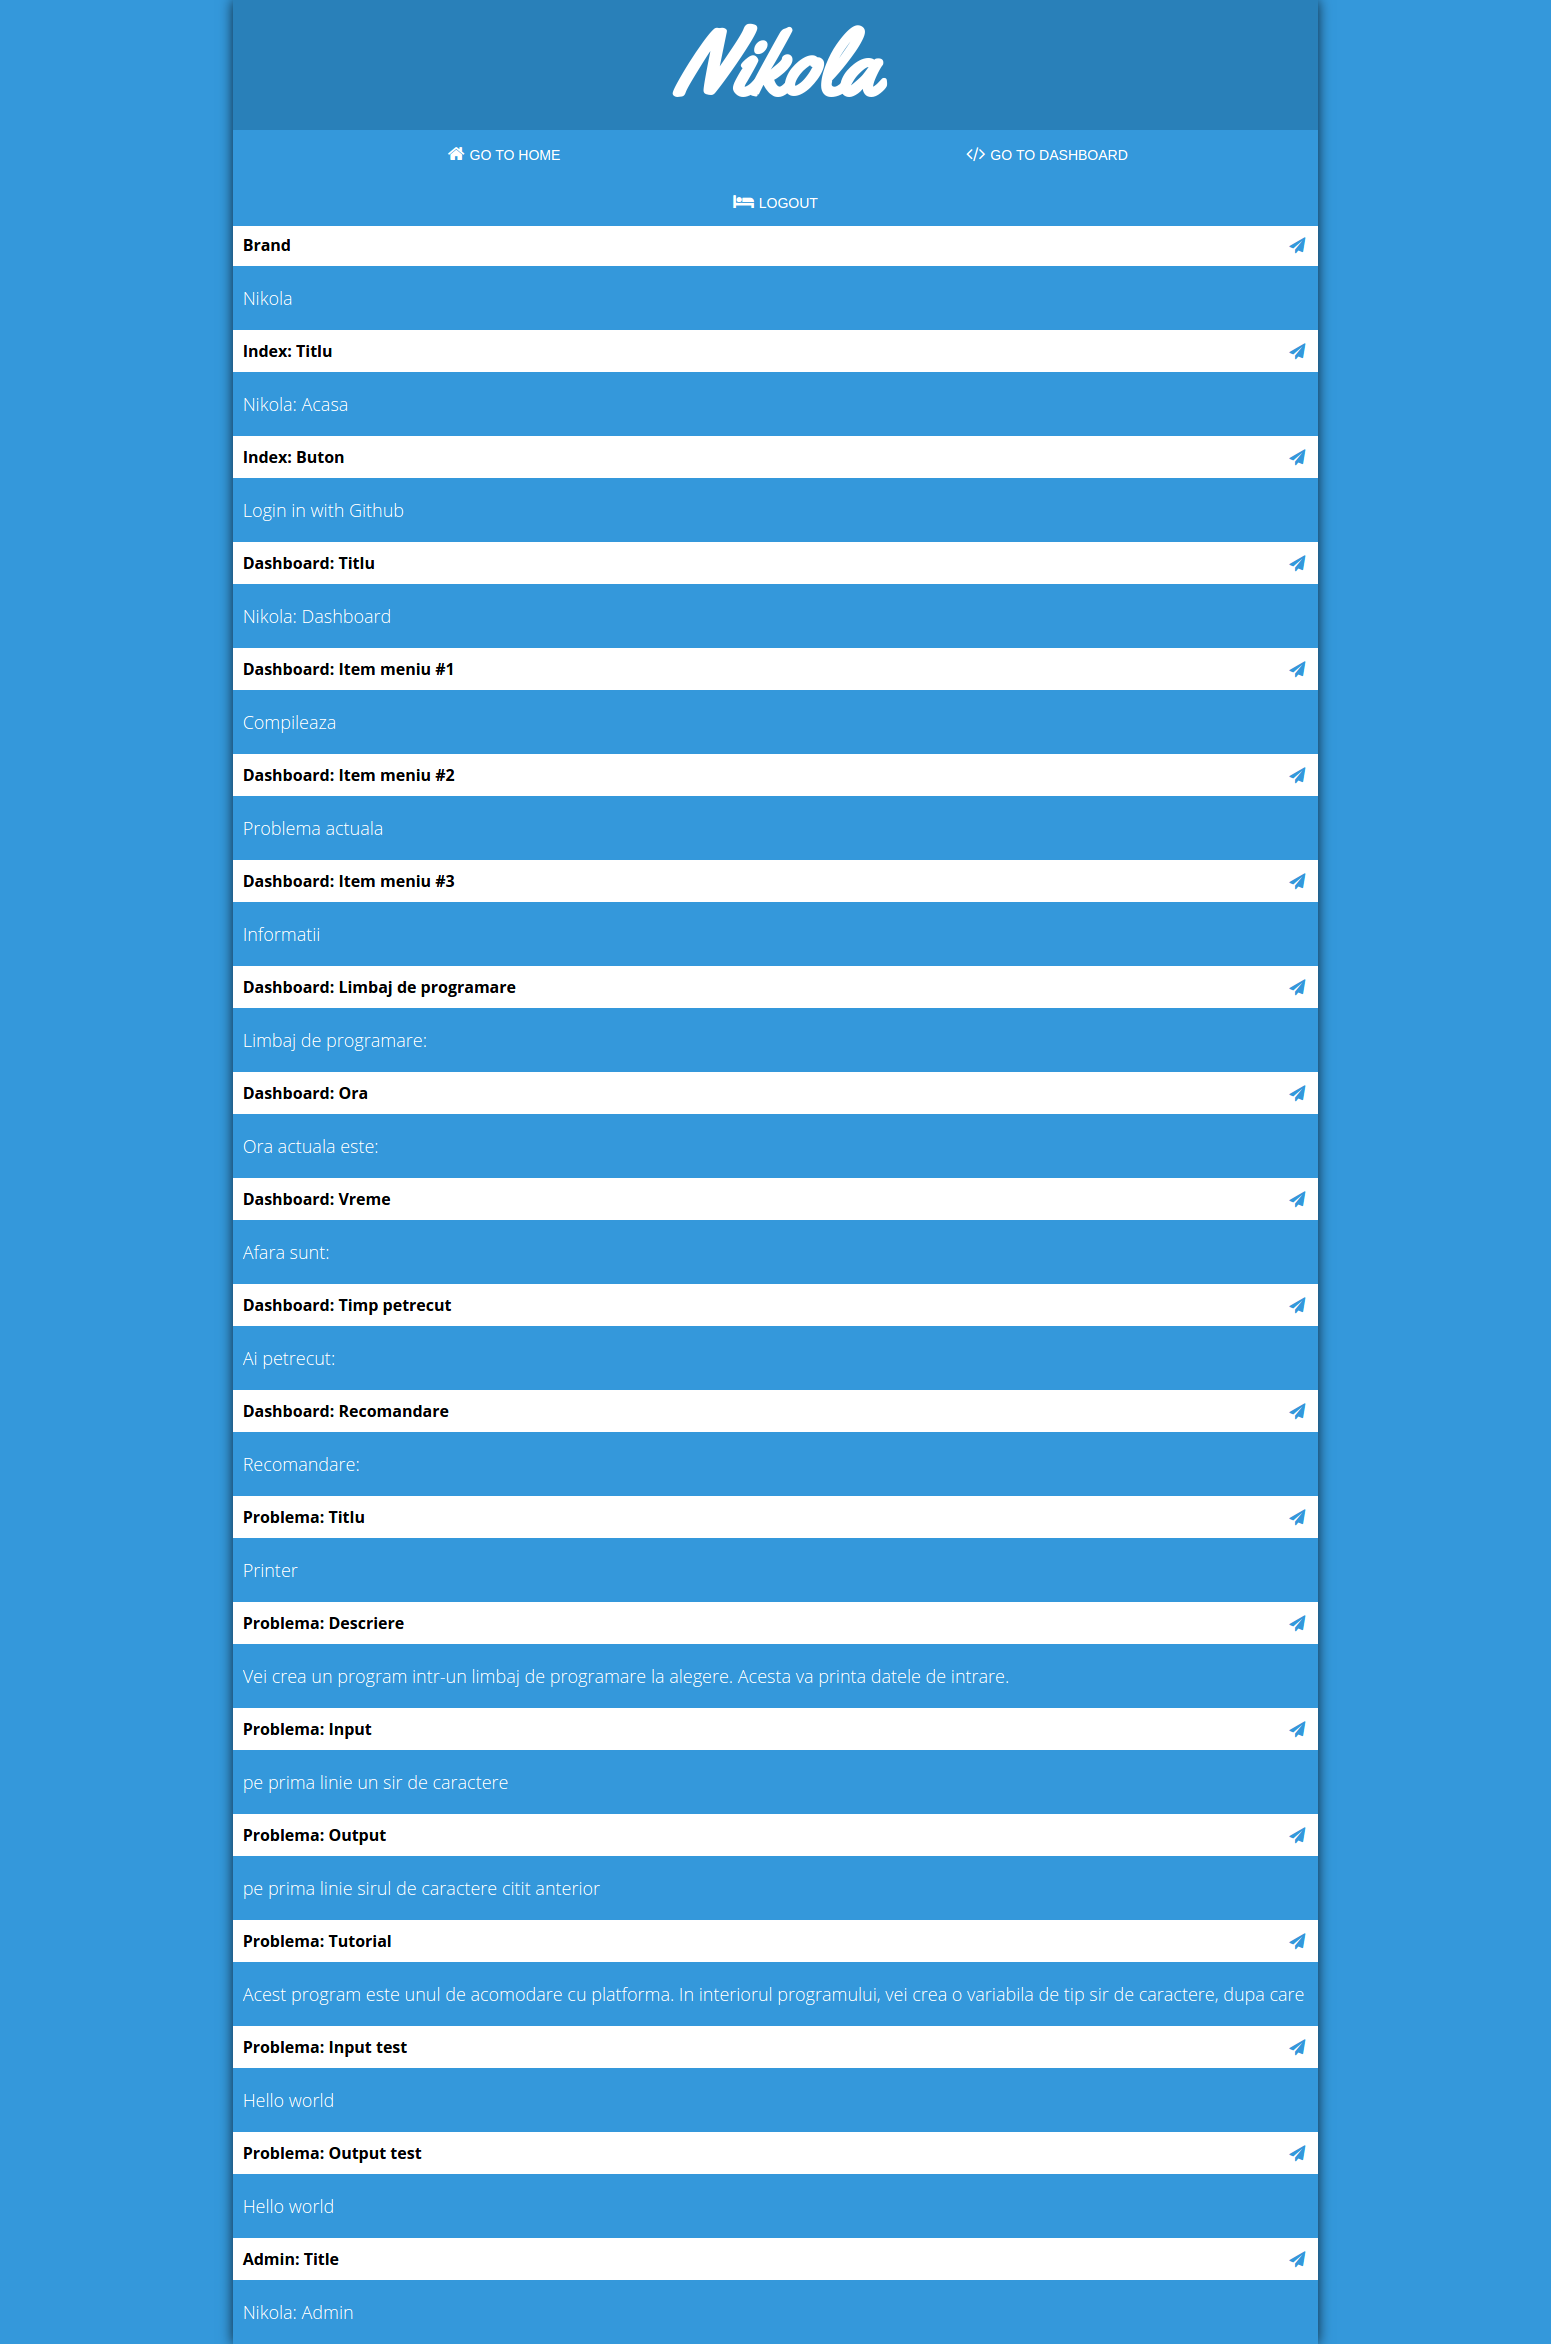 Nikola
GO TO HOME
GO TO DASHBOARD
LOGOUT
Brand
Nikola
Index: Titlu
Nikola: Acasa
Index: Buton
Login in with Github
Dashboard: Titlu
Nikola: Dashboard
Dashboard: Item meniu #1
Compileaza
Dashboard: Item meniu #2
Problema actuala
Dashboard: Item meniu #3
Informatii
Dashboard: Limbaj de programare
Limbaj de programare:
Dashboard: Ora
Ora actuala este:
Dashboard: Vreme
Afara sunt:
Dashboard: Timp petrecut
Ai petrecut:
Dashboard: Recomandare
Recomandare:
Problema: Titlu
Printer
Problema: Descriere
Vei crea un program intr-un limbaj de programare la alegere. Acesta va printa datele de intrare.
Problema: Input
pe prima linie un sir de caractere
Problema: Output
pe prima linie sirul de caractere citit anterior
Problema: Tutorial
Acest program este unul de acomodare cu platforma. In interiorul programului, vei crea o variabila de tip sir de caractere, dupa care
Problema: Input test
Hello world
Problema: Output test
Hello world
Admin: Title
Nikola: Admin